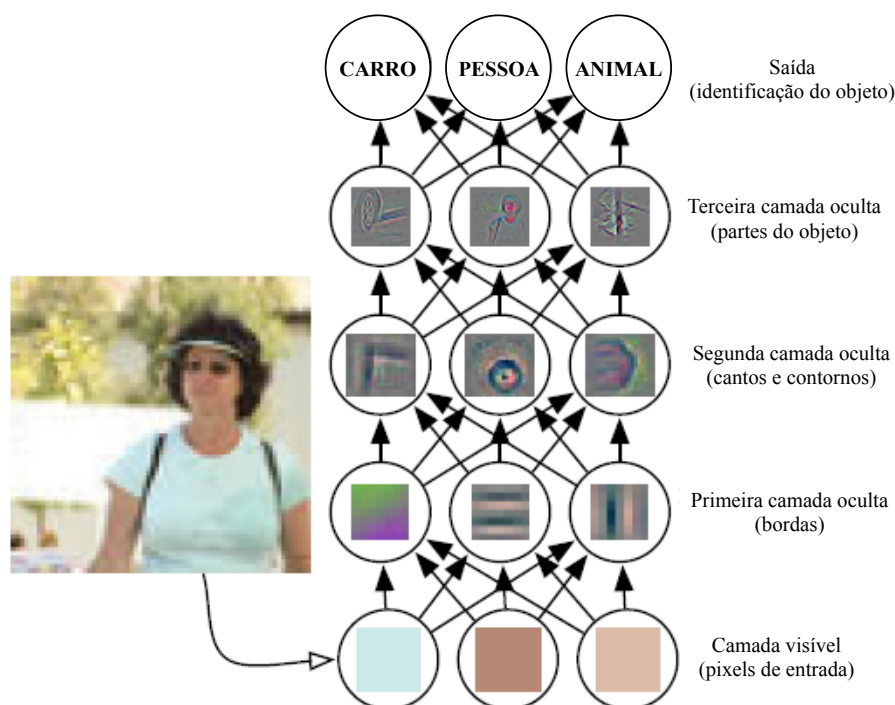 CARRO PESSOA ANIMAL
Saída
(identificação do objeto)
Terceira camada oculta
(partes do objeto)
Segunda camada oculta
(cantos e contornos)
Primeira camada oculta
(bordas)
Camada visível
(pixels de entrada)